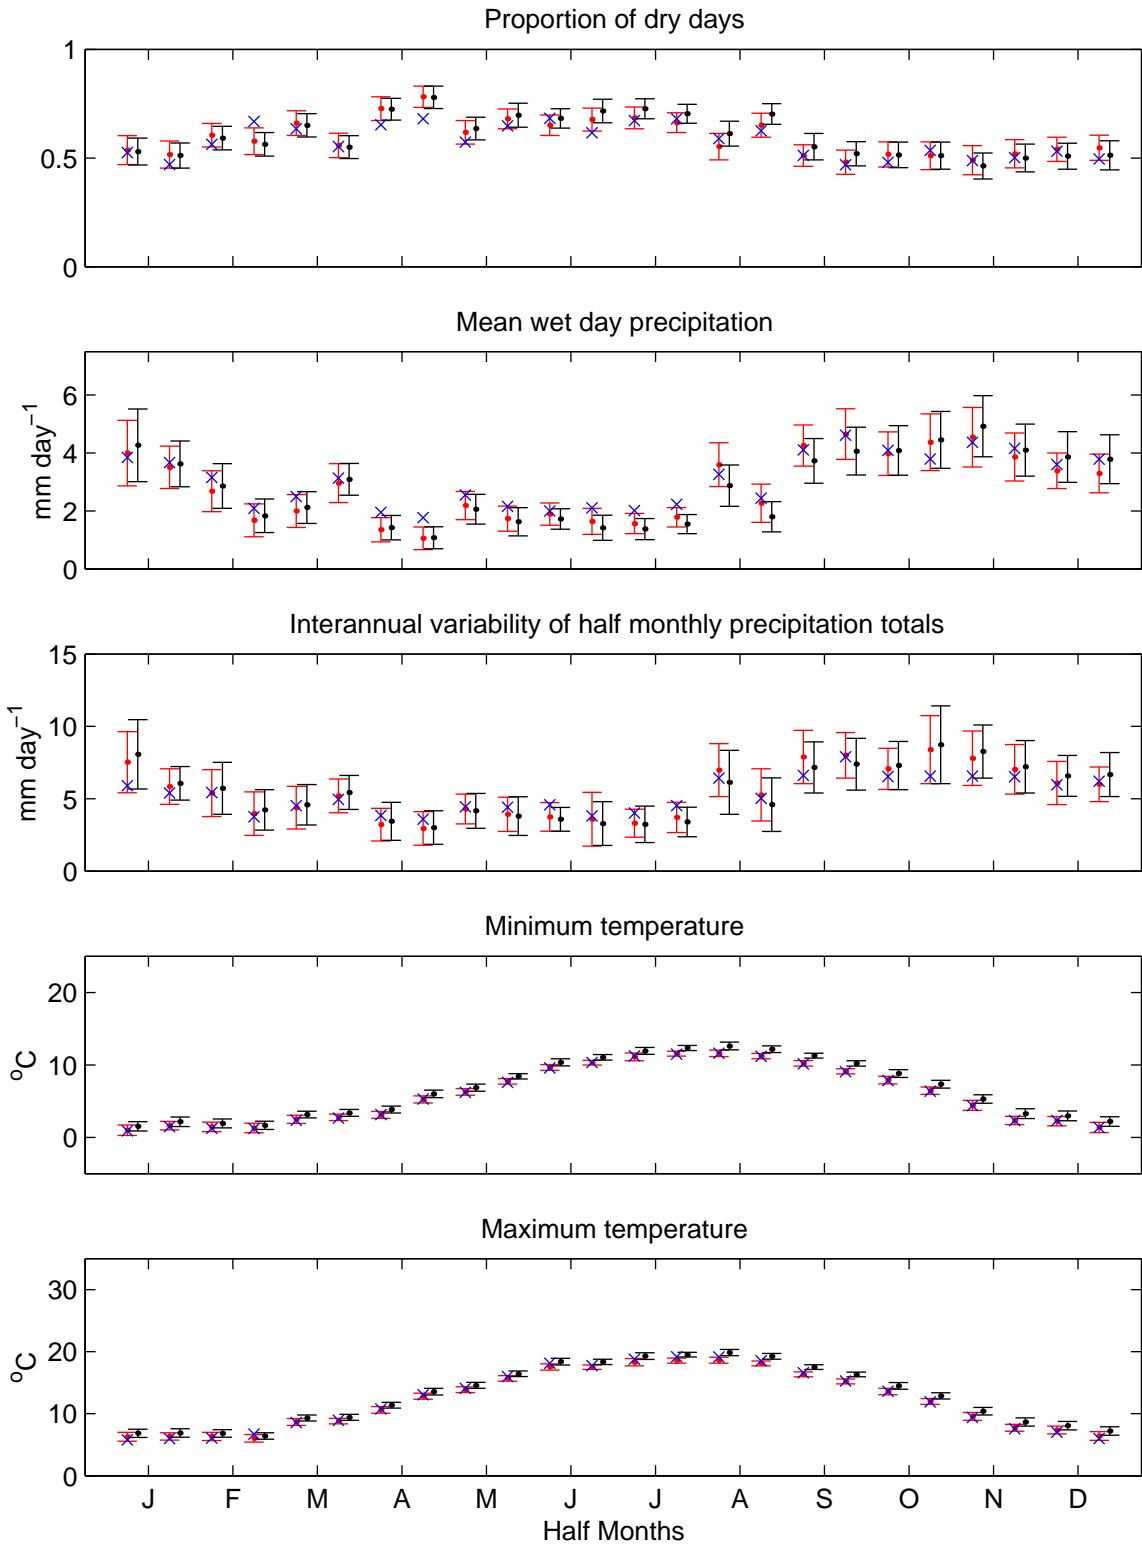 Proportion of dry days
1
0.5
0
Mean wet day precipitation
mm day⁻¹
6
4
2
0
Interannual variability of half monthly precipitation totals
mm day⁻¹
15
10
5
0
Minimum temperature
ºC
20
10
0
Maximum temperature
ºC
30
20
10
0
J F M A M J J A S O N D
Half Months